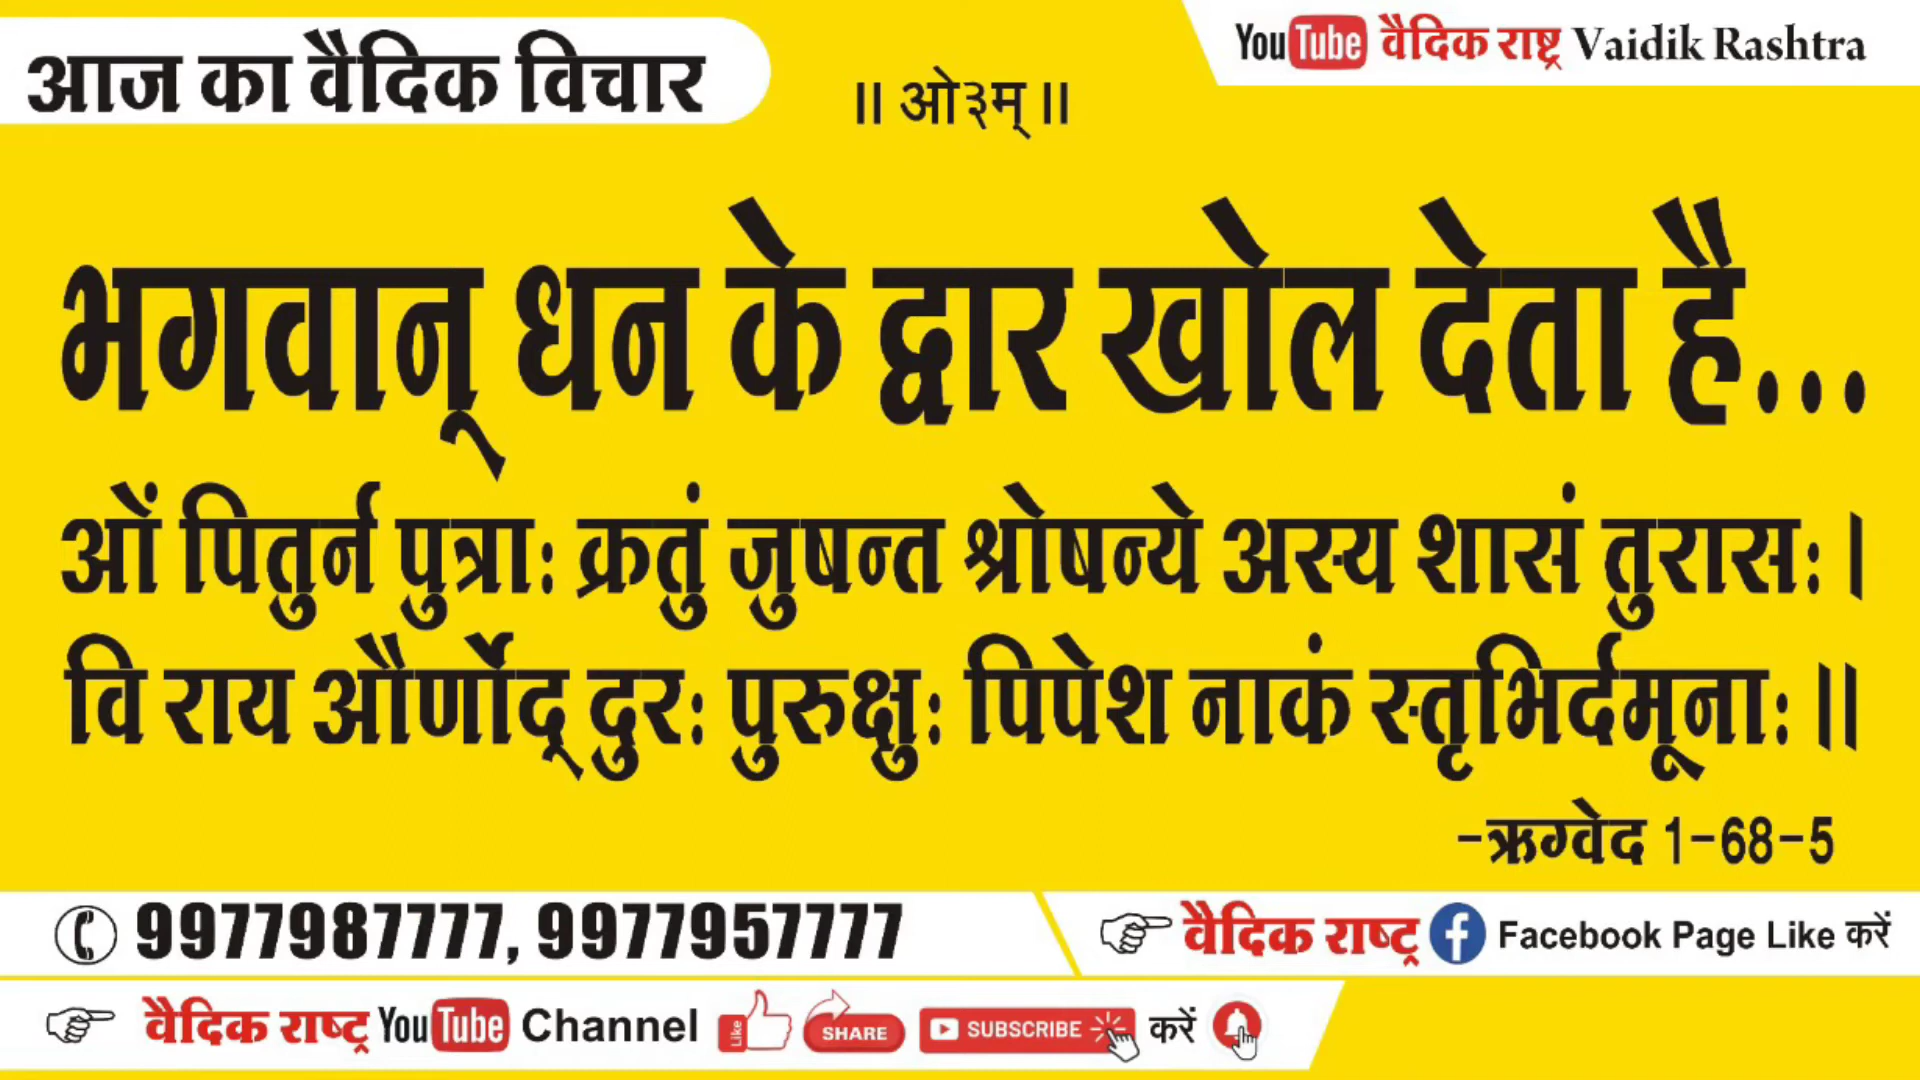 आज का वैदिक विचार
YouTube वैदिक राष्ट्र Vaidik Rashtra
॥ ओ३म् ॥
भगवान् धन के द्वार खोल देता है...
ओं पितुर्न पुत्राः क्रतुं जुषन्त श्रोषन्ये अस्य शासं तुरासः ।
वि राय और्णोद् दुरः पुरुक्षुः पिपेश नाकं स्तृभिर्दमूनाः ॥
-ऋग्वेद 1-68-5
9977987777, 9977957777
वैदिक राष्ट्र f Facebook Page Like करें
वैदिक राष्ट्र YouTube Channel Like SHARE SUBSCRIBE करें